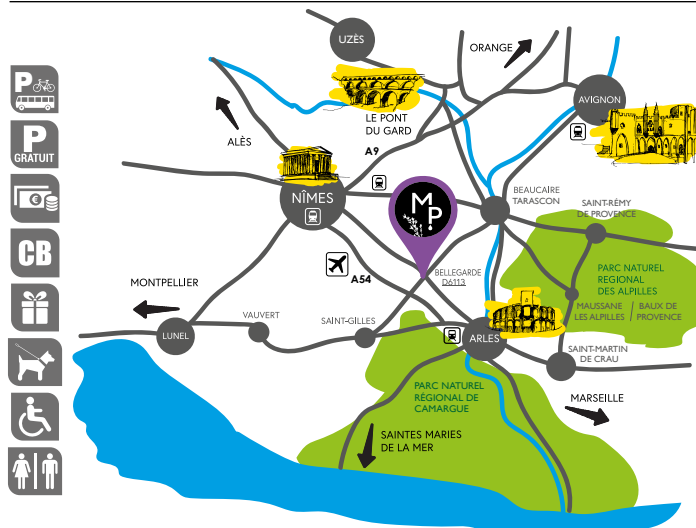 P
P
GRATUIT
€
CB
UZÈS
ORANGE
AVIGNON
LE PONT
DU GARD
ALÈS
A9
NÎMES
MP
BEAUCAIRE
TARASCON
SAINT-RÉMY
DE PROVENCE
PARC NATUREL
REGIONAL
DES ALPILLES
A54
BELLEGARDE
D6113
MONTPELLIER
MAUSSANE
LES ALPILLES
BAUX DE
PROVENCE
LUNEL
VAUVERT
SAINT-GILLES
ARLES
SAINT-MARTIN
DE CRAU
PARC NATUREL
RÉGIONAL DE
CAMARGUE
MARSEILLE
SAINTES MARIES
DE LA MER